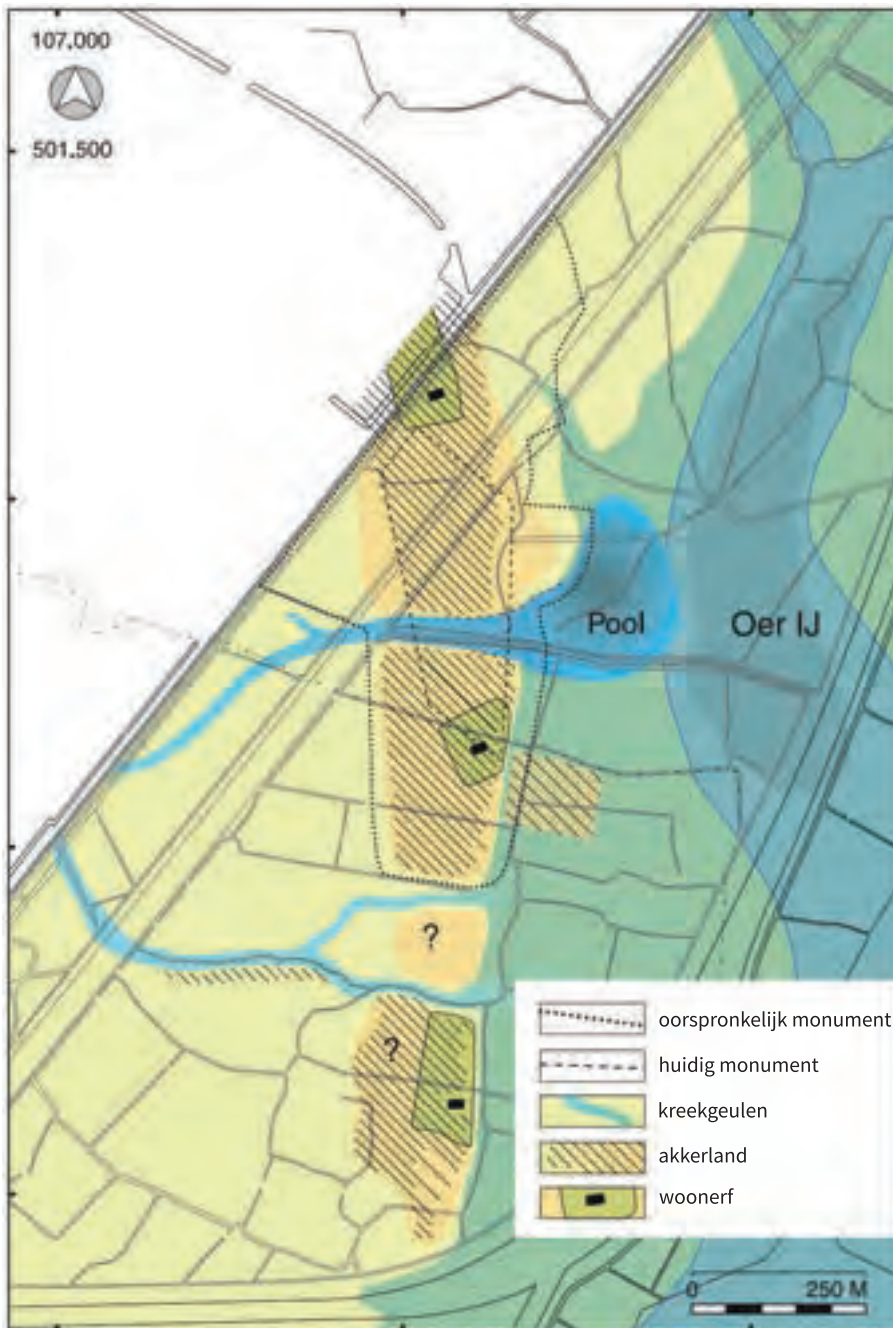 107.000
501.500
Pool
Oer IJ
?
?
oorspronkelijk monument
huidig monument
kreekgeulen
akkerland
woonerf
0 250 M